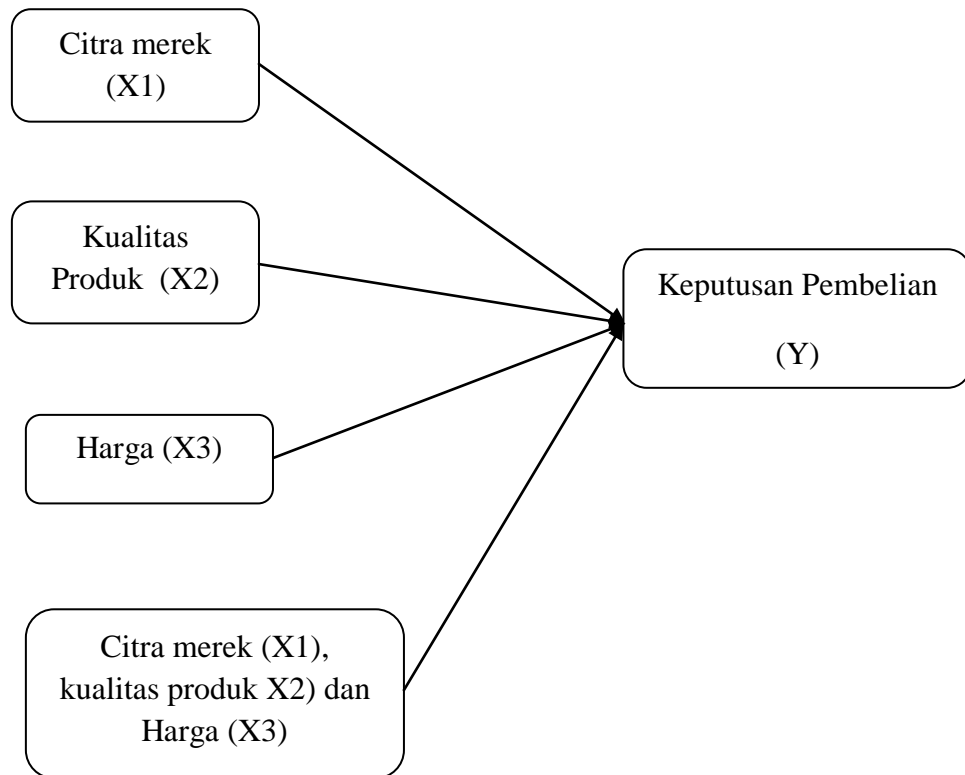 Citra merek
(X1)
Kualitas
Produk (X2)
Keputusan Pembelian
(Y)
Harga (X3)
Citra merek (X1),
kualitas produk X2) dan
Harga (X3)